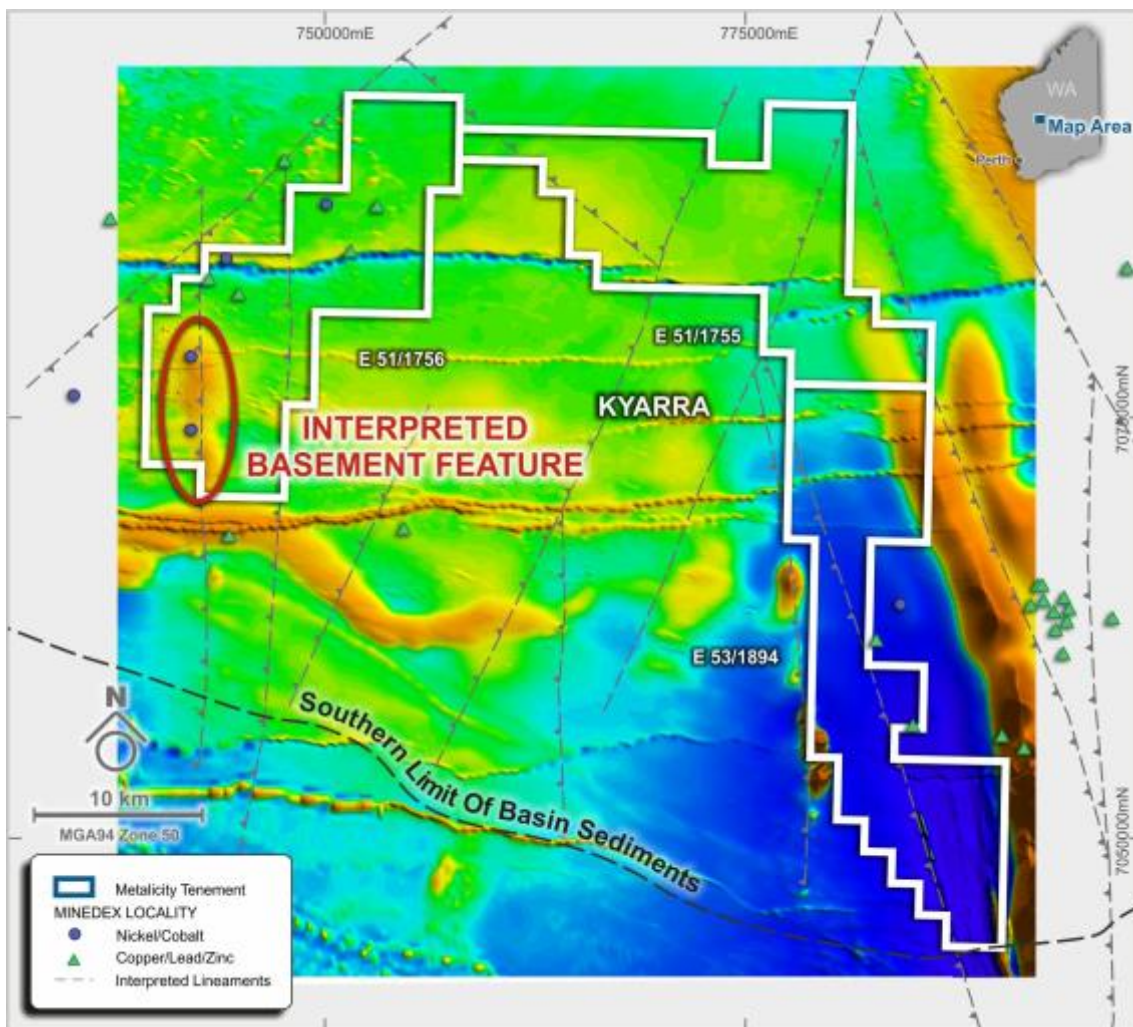 750000mE
775000mE
WA
Map Area
Perth
E 51/1755
E 51/1756
KYARRA
INTERPRETED
BASEMENT FEATURE
7075000mN
E 53/1894
Southern Limit Of Basin Sediments
N
10 km
MGA94 Zone 50
7050000mN
Metalicity Tenement
MINEDEX LOCALITY
Nickel/Cobalt
Copper/Lead/Zinc
Interpreted Lineaments